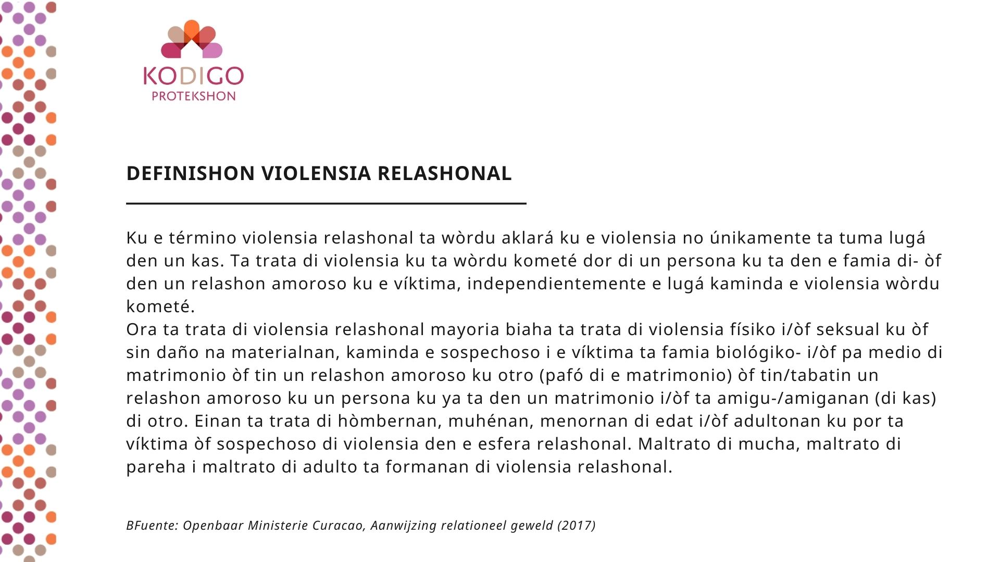 KODIGO
PROTEKSHON
DEFINISHON VIOLENSIA RELASHONAL
Ku e término violensia relashonal ta wòrdu aklará ku e violensia no únikamente ta tuma lugá
den un kas. Ta trata di violensia ku ta wòrdu kometé dor di un persona ku ta den e famia di- òf
den un relashon amoroso ku e víktima, independientemente e lugá kaminda e violensia wòrdu
kometé.
Ora ta trata di violensia relashonal mayoria biaha ta trata di violensia físiko i/òf seksual ku òf
sin daño na materialnan, kaminda e sospechoso i e víktima ta famia biológiko- i/òf pa medio di
matrimonio òf tin un relashon amoroso ku otro (pafó di e matrimonio) òf tin/tabatin un
relashon amoroso ku un persona ku ya ta den un matrimonio i/òf ta amigu-/amiganan (di kas)
di otro. Einan ta trata di hòmbernan, muhénan, menornan di edat i/òf adultonan ku por ta
víktima òf sospechoso di violensia den e esfera relashonal. Maltrato di mucha, maltrato di
pareha i maltrato di adulto ta formanan di violensia relashonal.
BFuente: Openbaar Ministerie Curacao, Aanwijzing relationeel geweld (2017)